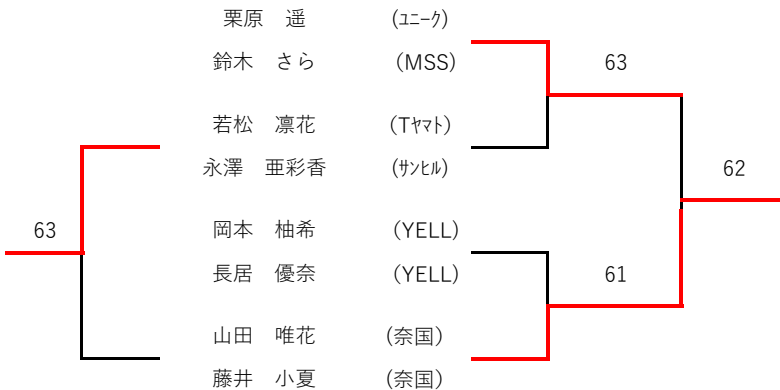 栗原　遥　(ﾕﾆｰｸ)
鈴木　さら　(MSS)　63
若松　凛花　(Tﾔﾏﾄ)
永澤　亜彩香　(ｻﾝﾋﾙ)　62
63　岡本　柚希　(YELL)
長居　優奈　(YELL)　61
山田　唯花　(奈国)
藤井　小夏　(奈国)